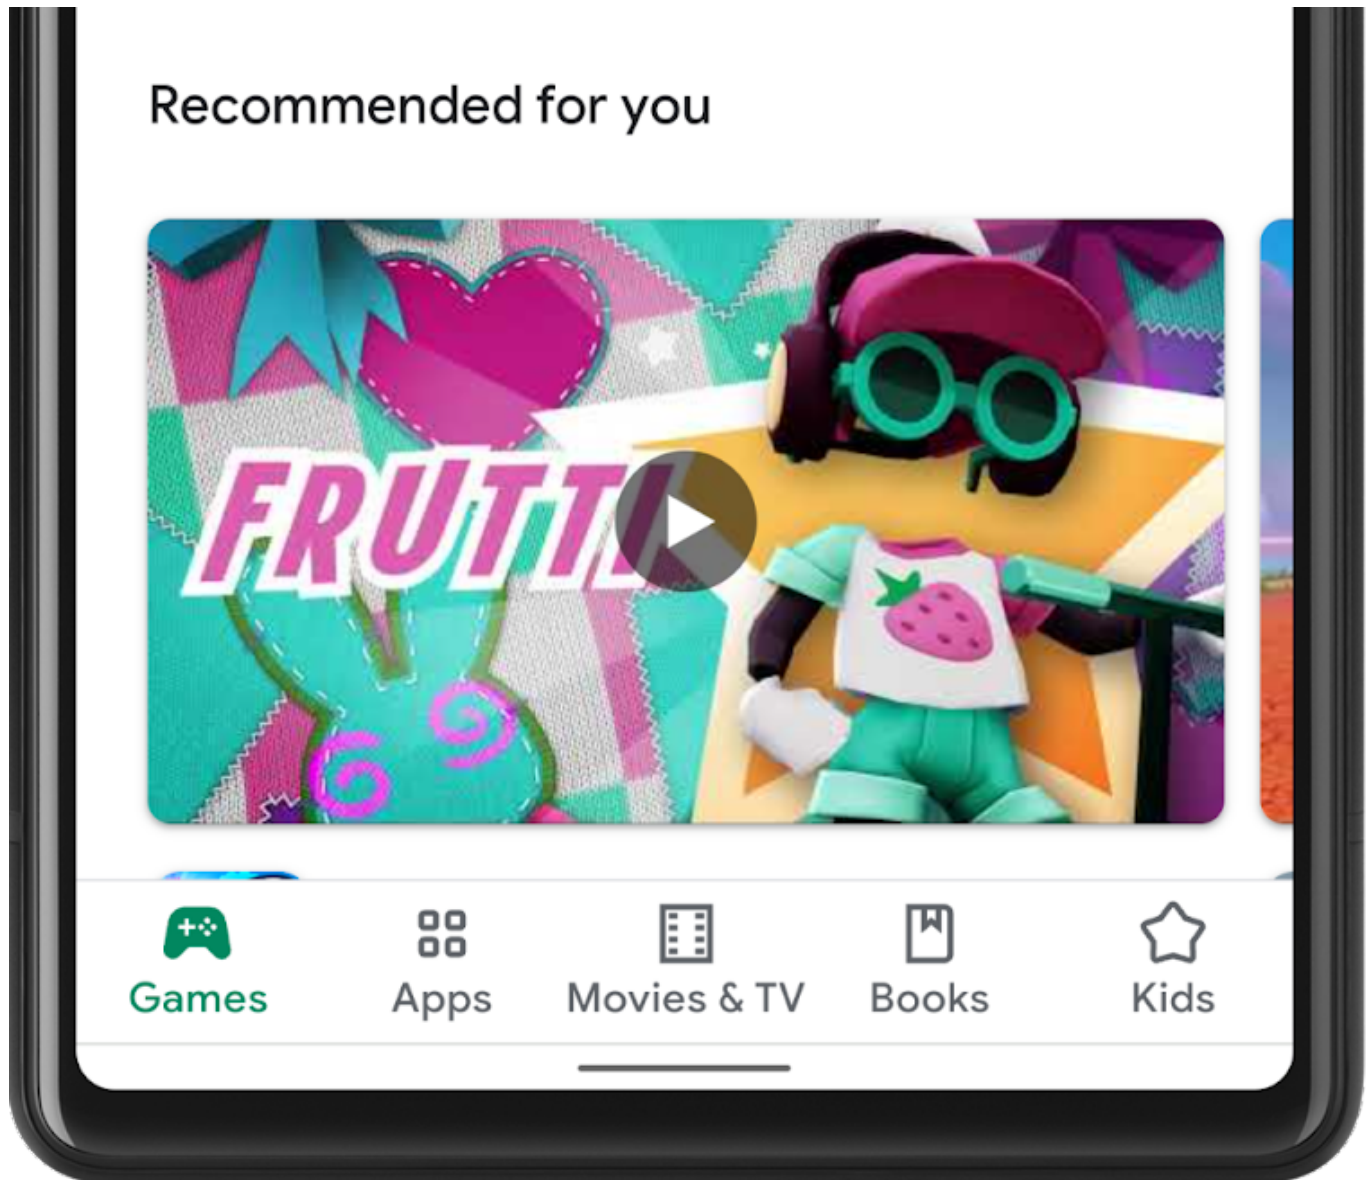 Recommended for you
FRUTTI
Games
Apps
Movies & TV
Books
Kids